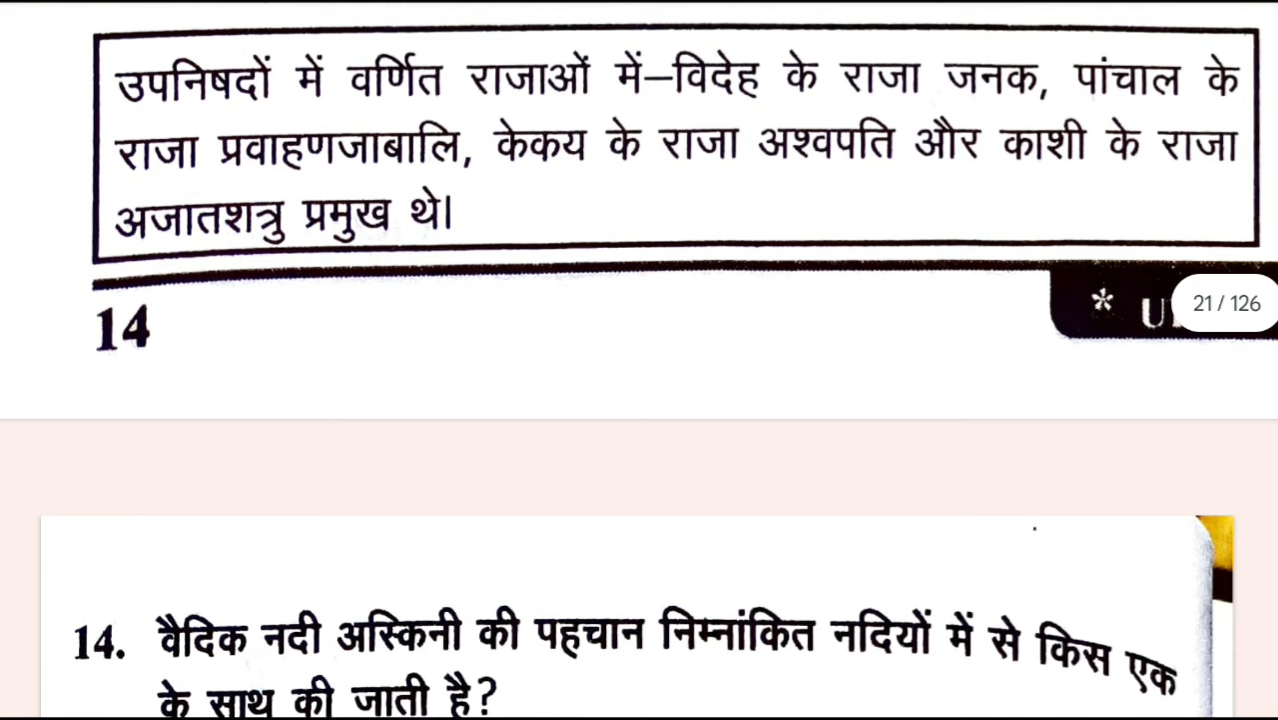 उपनिषदों में वर्णित राजाओं में—विदेह के राजा जनक, पांचाल के
राजा प्रवाहणजाबालि, केकय के राजा अश्वपति और काशी के राजा
अजातशत्रु प्रमुख थे।
14
*
21 / 126
14. वैदिक नदी अस्किनी की पहचान निम्नांकित नदियों में से किस एक
के साथ की जाती है?